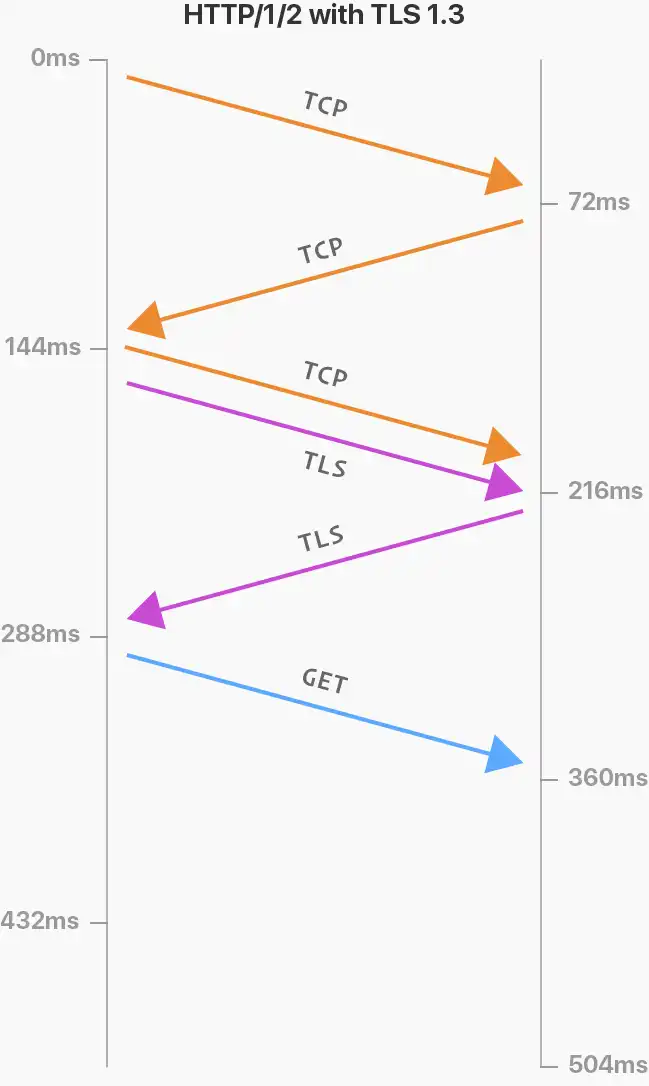 HTTP/1/2 with TLS 1.3
0ms
TCP
72ms
TCP
144ms
TCP
TLS
216ms
TLS
288ms
GET
360ms
432ms
504ms